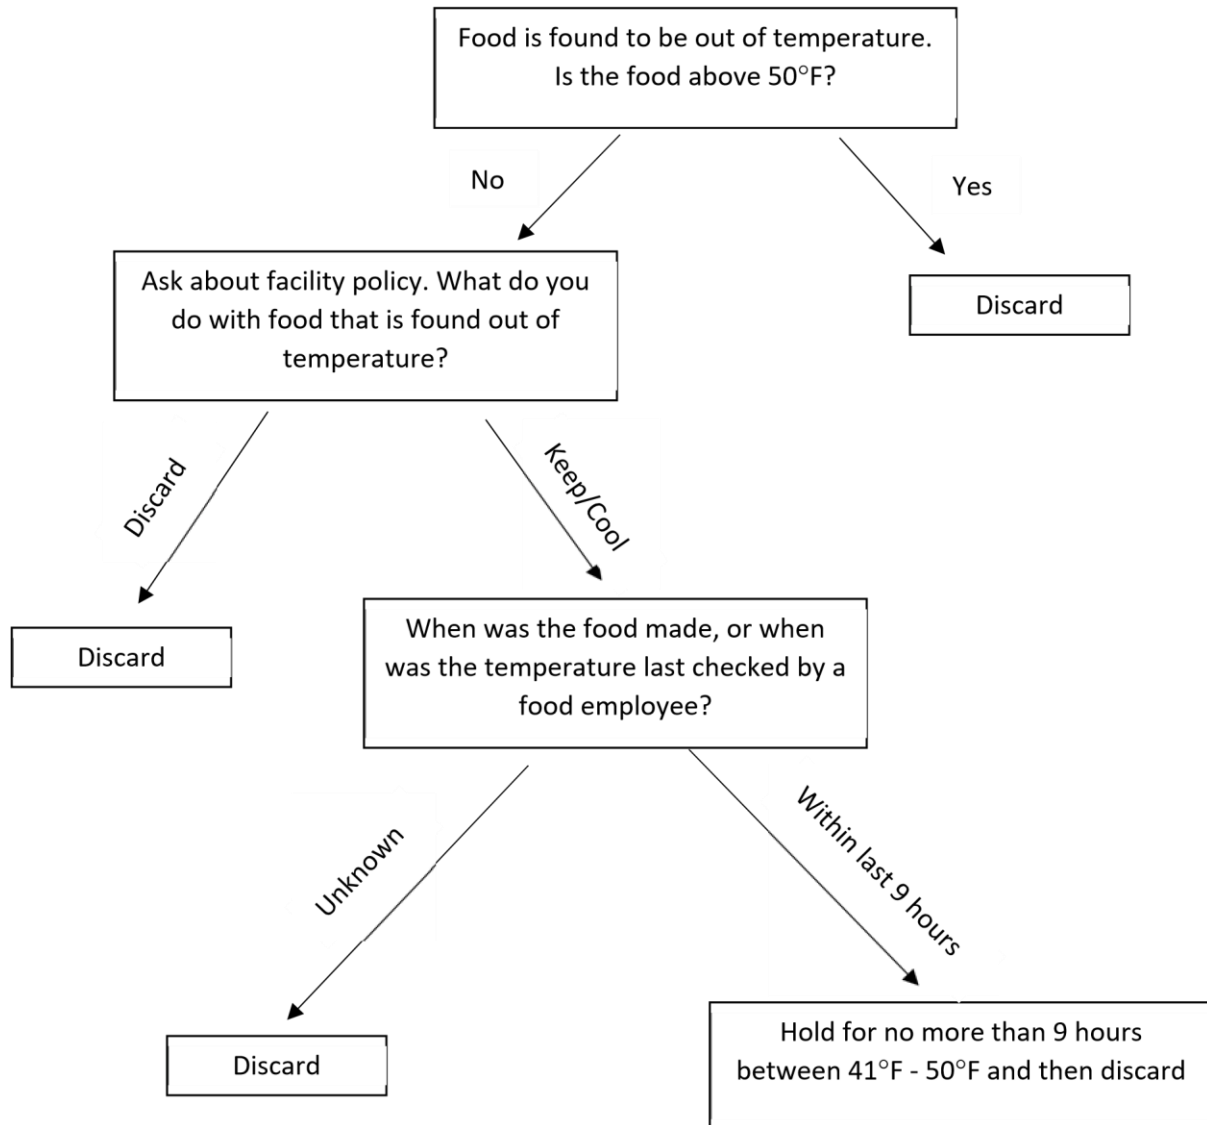 Food is found to be out of temperature.
Is the food above 50°F?
No
Yes
Ask about facility policy. What do you
do with food that is found out of
temperature?
Discard
Discard
Keep/Cool
Discard
When was the food made, or when
was the temperature last checked by a
food employee?
Unknown
Within last 9 hours
Discard
Hold for no more than 9 hours
between 41°F - 50°F and then discard